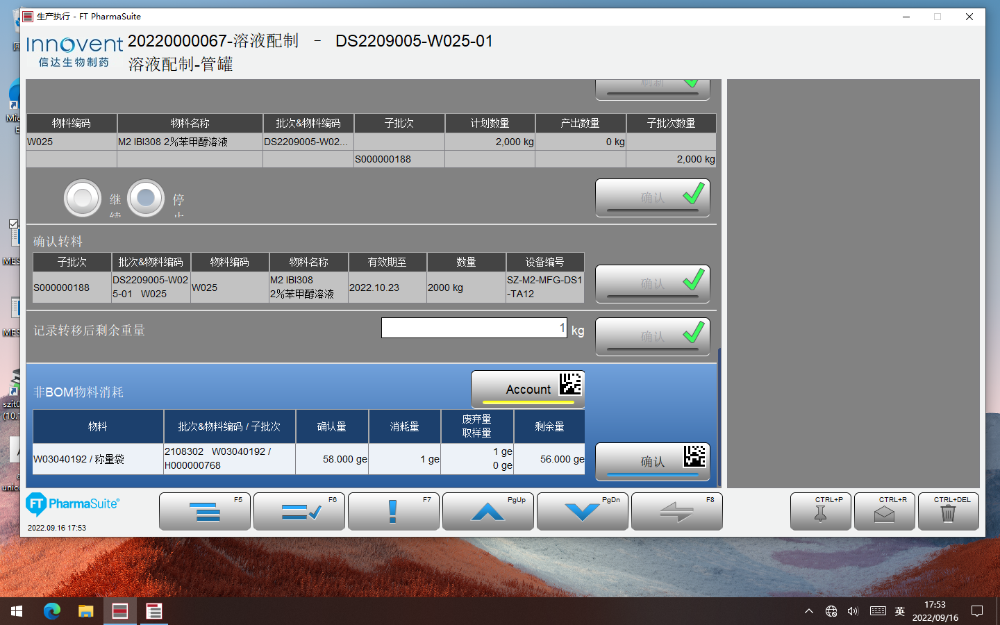 生产执行 - FT PharmaSuite
Innovent
信达生物制药
20220000067-溶液配制 - DS2209005-W025-01
溶液配制-管罐
刷新
物料编码 物料名称 批次&物料编码 子批次 计划数量 产出数量 子批次数量
W025 M2 IBI308 2%苯甲醇溶液 DS2209005-W02... 2,000 kg 0 kg
S000000188 2,000 kg
继续 停止
确认
确认转料
子批次 批次&物料编码 物料编码 物料名称 有效期至 数量 设备编号
S000000188 DS2209005-W02 W025 M2 IBI308 2022.10.23 2000 kg SZ-M2-MFG-DS1
5-01 W025 2%苯甲醇溶液 -TA12
确认
记录转移后剩余重量 1 kg 确认
非BOM物料消耗 Account
物料 批次&物料编码 / 子批次 确认量 消耗量 废弃量 剩余量
取样量
W03040192 / 称量袋 2108302 W03040192 / 58.000 ge 1 ge 1 ge 56.000 ge
H000000768 0 ge
确认
FT PharmaSuite
F5 F6 F7 PgUp PgDn F8 CTRL+P CTRL+R CTRL+DEL
2022.09.16 17:53
MES
MES
szit0
(10.
unico
英
17:53
2022/09/16